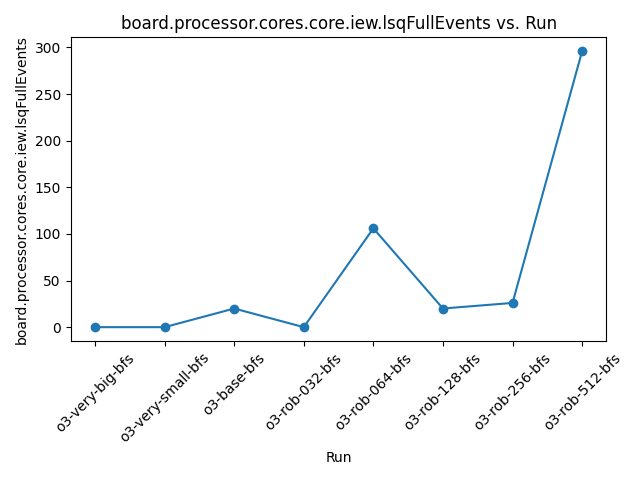 board.processor.cores.core.iew.lsqFullEvents vs. Run
board.processor.cores.core.iew.lsqFullEvents
300
250
200
150
100
50
0
o3-very-big-bfs
o3-very-small-bfs
o3-base-bfs
o3-rob-032-bfs
o3-rob-064-bfs
o3-rob-128-bfs
o3-rob-256-bfs
o3-rob-512-bfs
Run